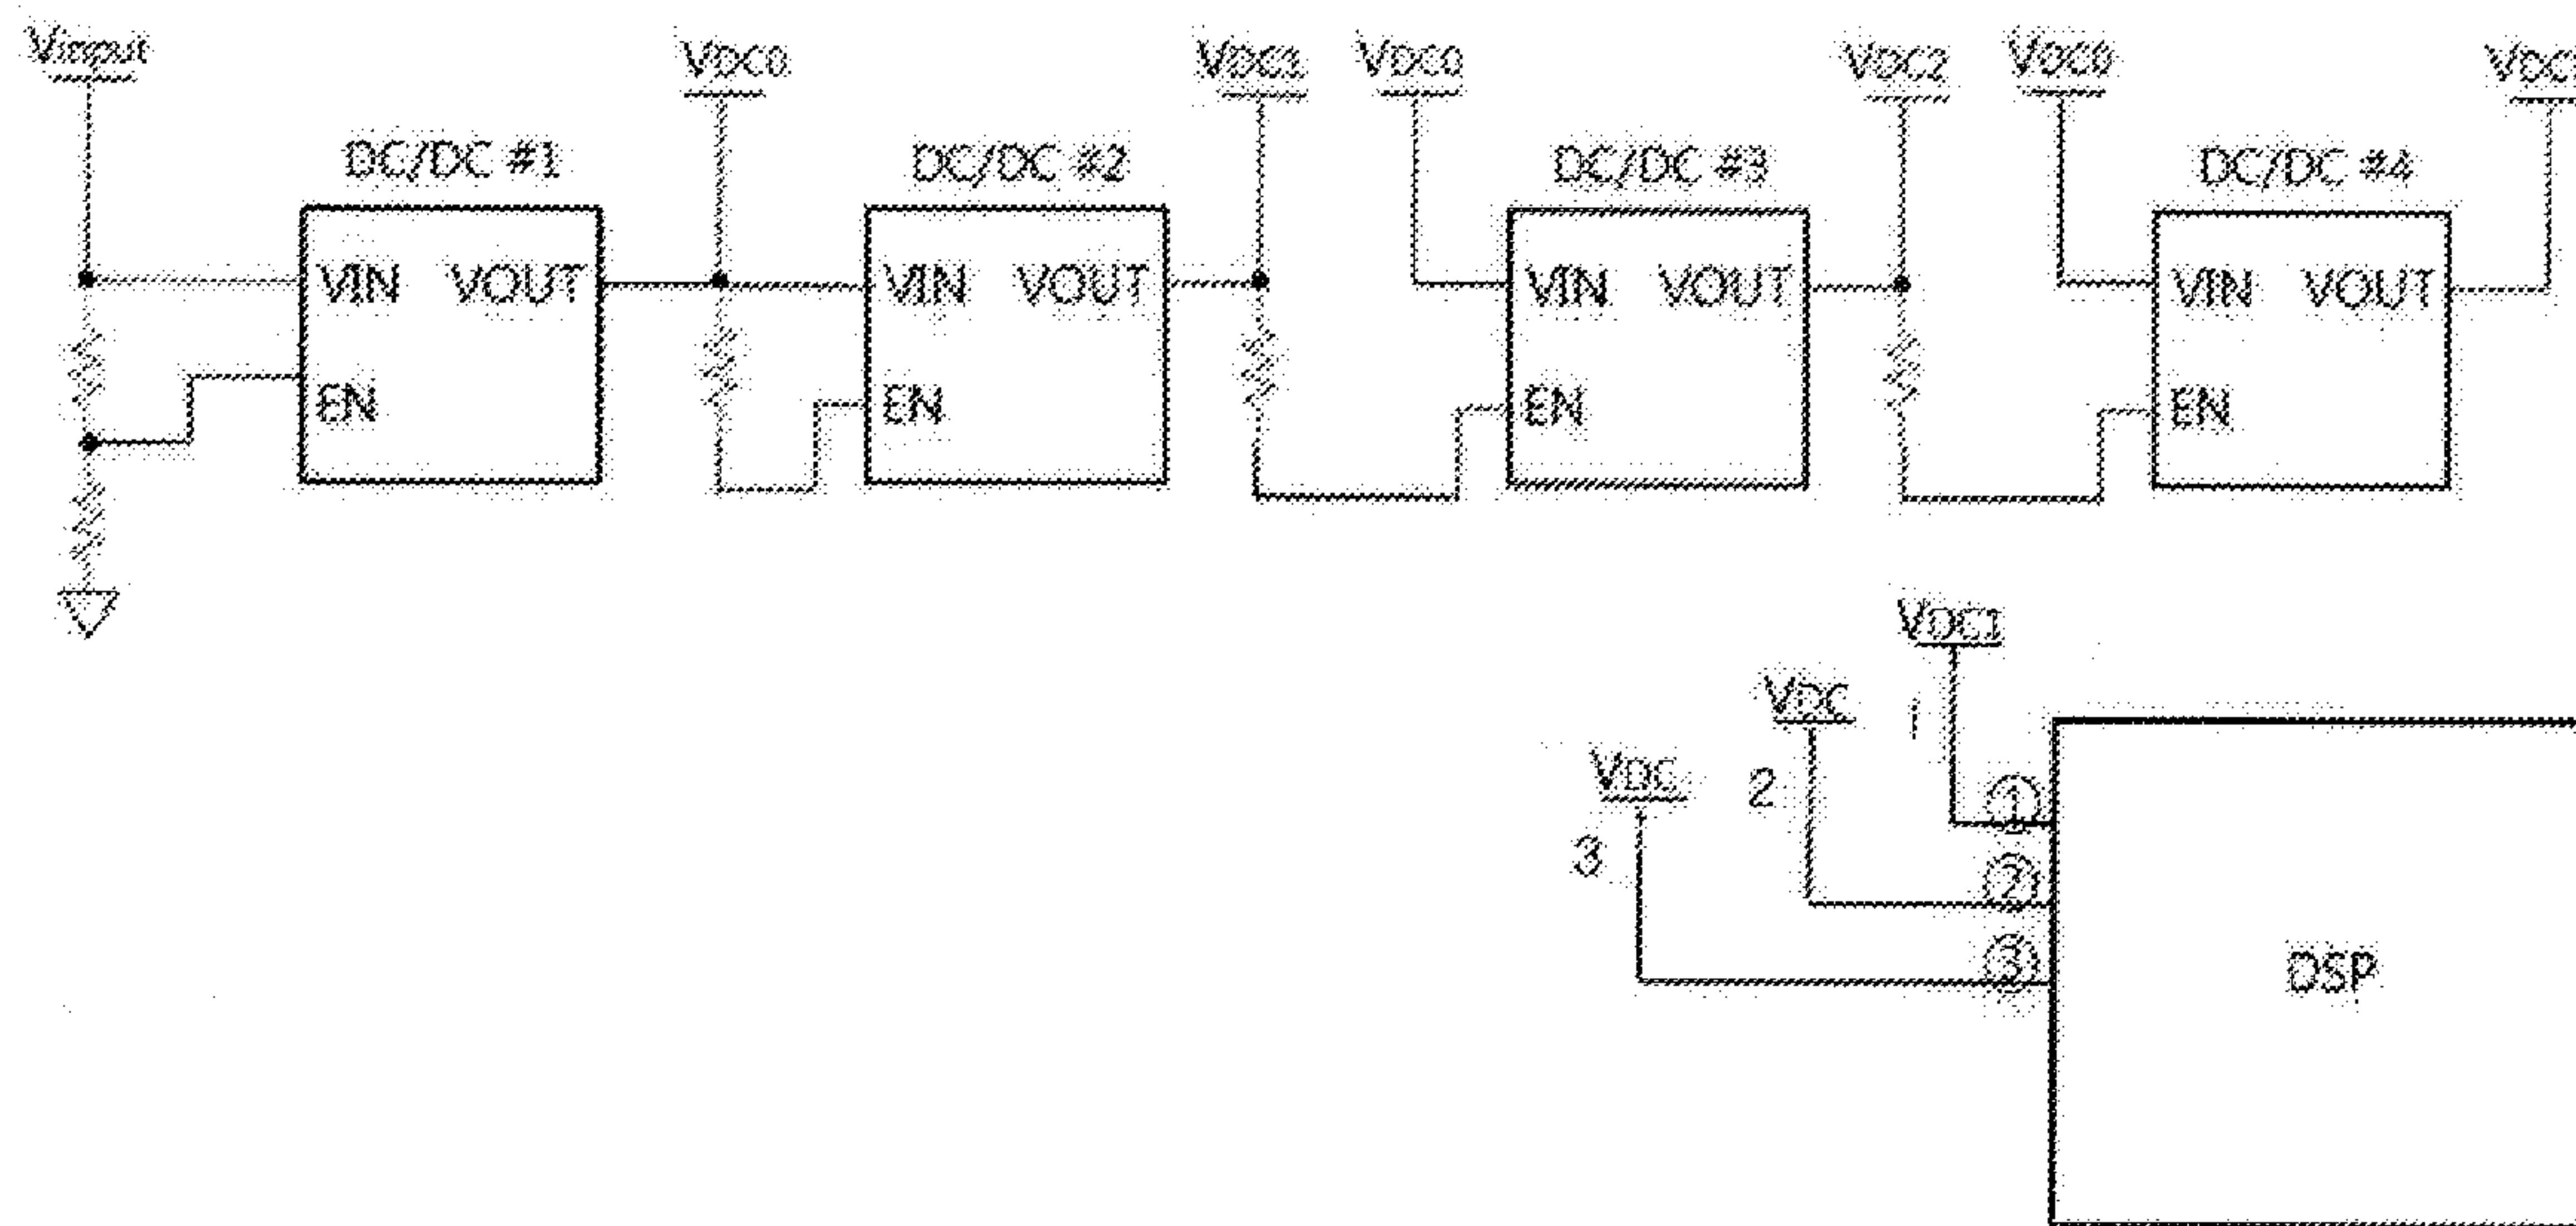 Vinput
VDC0
VDC1
VDC0
VDC2
VDC0
DC/DC #1
DC/DC #2
DC/DC #3
DC/DC #4
VIN VOUT
VIN VOUT
VIN VOUT
VIN VOUT
EN
EN
EN
EN
VDC1
VDC
1
VDC
2
①
3
②
③
DSP